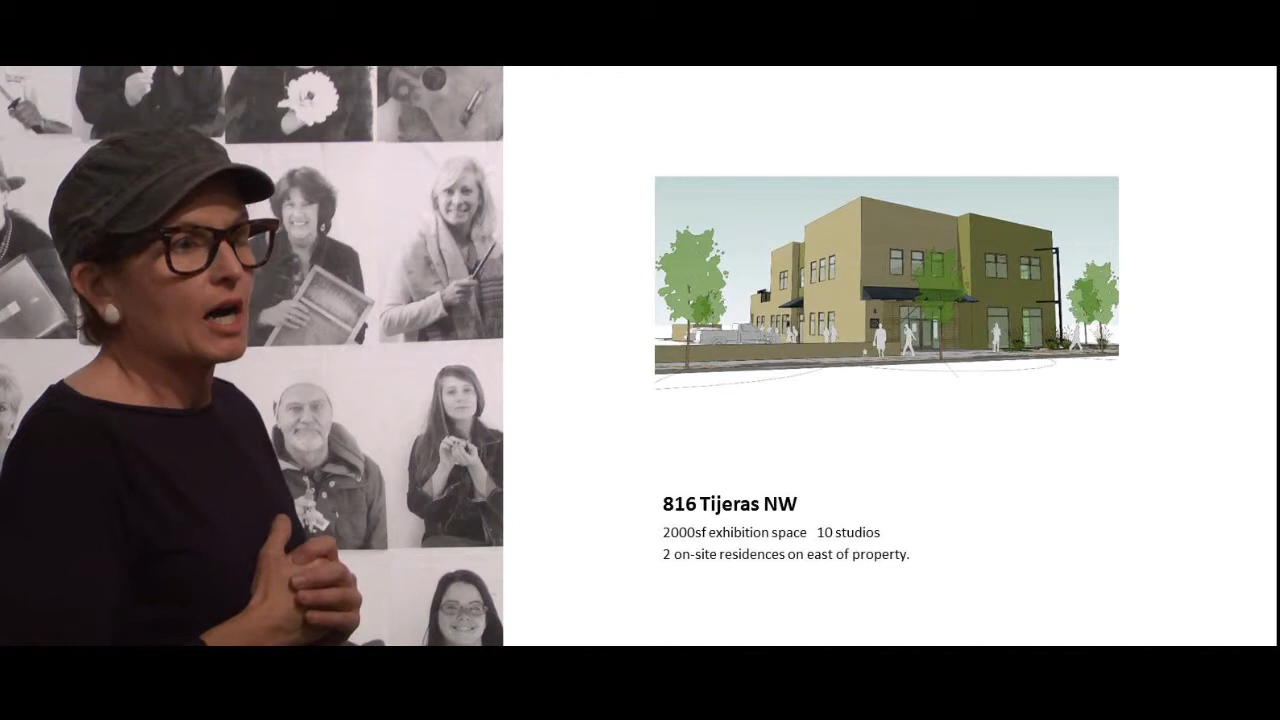 816 Tijeras NW
2000sf exhibition space 10 studios
2 on-site residences on east of property.